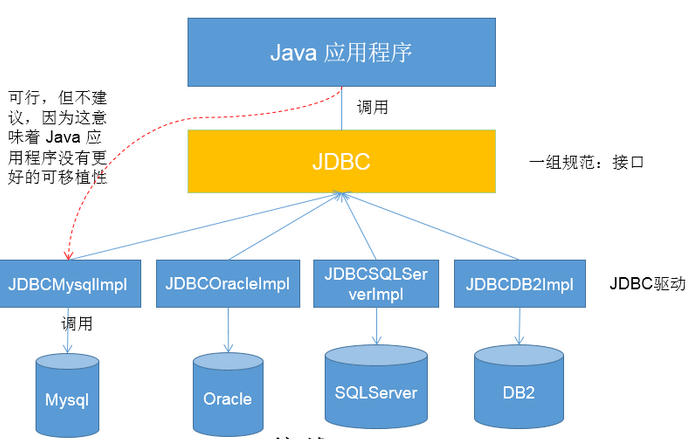 Java 应用程序
可行，但不建
议，因为这意
味着 Java 应
用程序没有更
好的可移植性
调用
JDBC
一组规范：接口
JDBCMysqlImpl
JDBCOracleImpl
JDBCSQLSer
verImpl
JDBCDB2Impl
JDBC驱动
调用
Mysql
Oracle
SQLServer
DB2